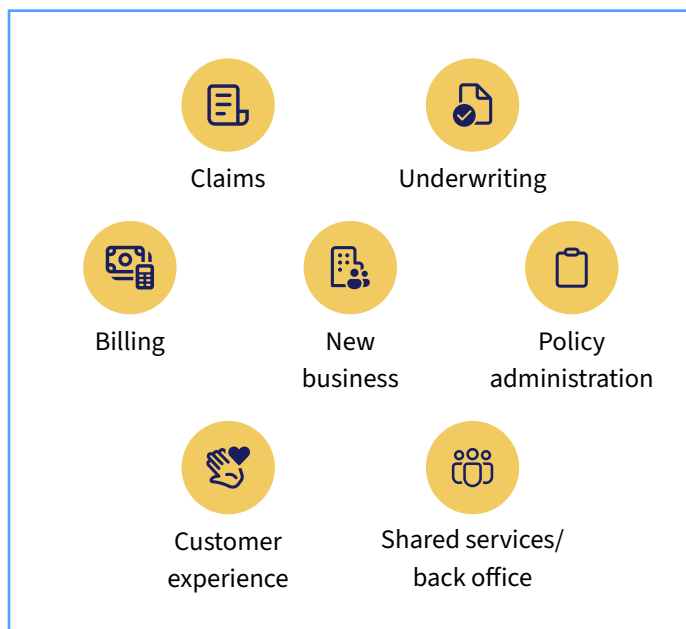 Claims
Underwriting
Billing
New
business
Policy
administration
Customer
experience
Shared services/
back office